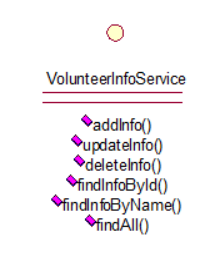 VolunteerInfoService
addInfo()
updateInfo()
deleteInfo()
findInfoById()
findInfoByName()
findAll()